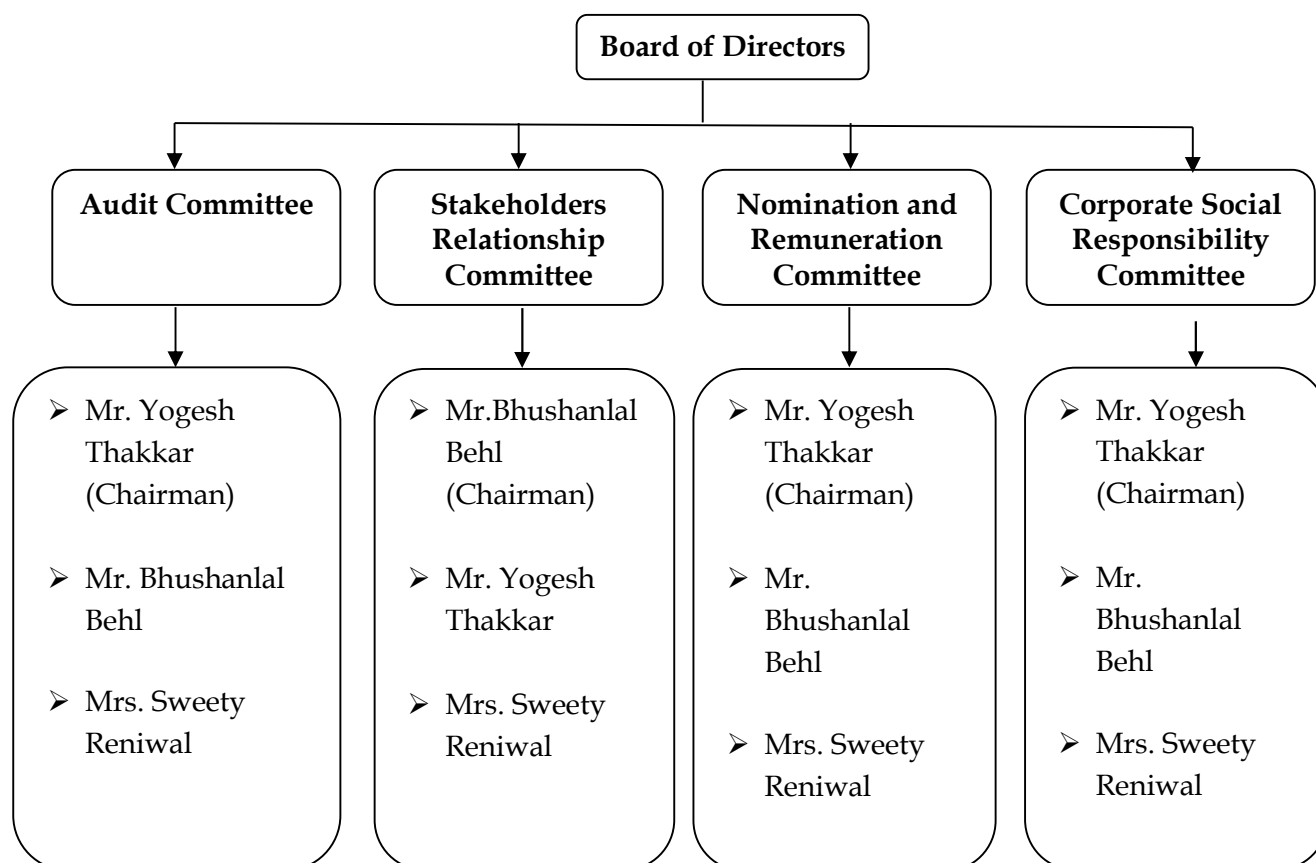 Board of Directors
Audit Committee
Stakeholders
Relationship
Committee
Nomination and
Remuneration
Committee
Corporate Social
Responsibility
Committee
➢ Mr. Yogesh
Thakkar
(Chairman)
➢ Mr. Bhushanlal
Behl
➢ Mrs. Sweety
Reniwal
➢ Mr.Bhushanlal
Behl
(Chairman)
➢ Mr. Yogesh
Thakkar
➢ Mrs. Sweety
Reniwal
➢ Mr. Yogesh
Thakkar
(Chairman)
➢ Mr.
Bhushanlal
Behl
➢ Mrs. Sweety
Reniwal
➢ Mr. Yogesh
Thakkar
(Chairman)
➢ Mr.
Bhushanlal
Behl
➢ Mrs. Sweety
Reniwal